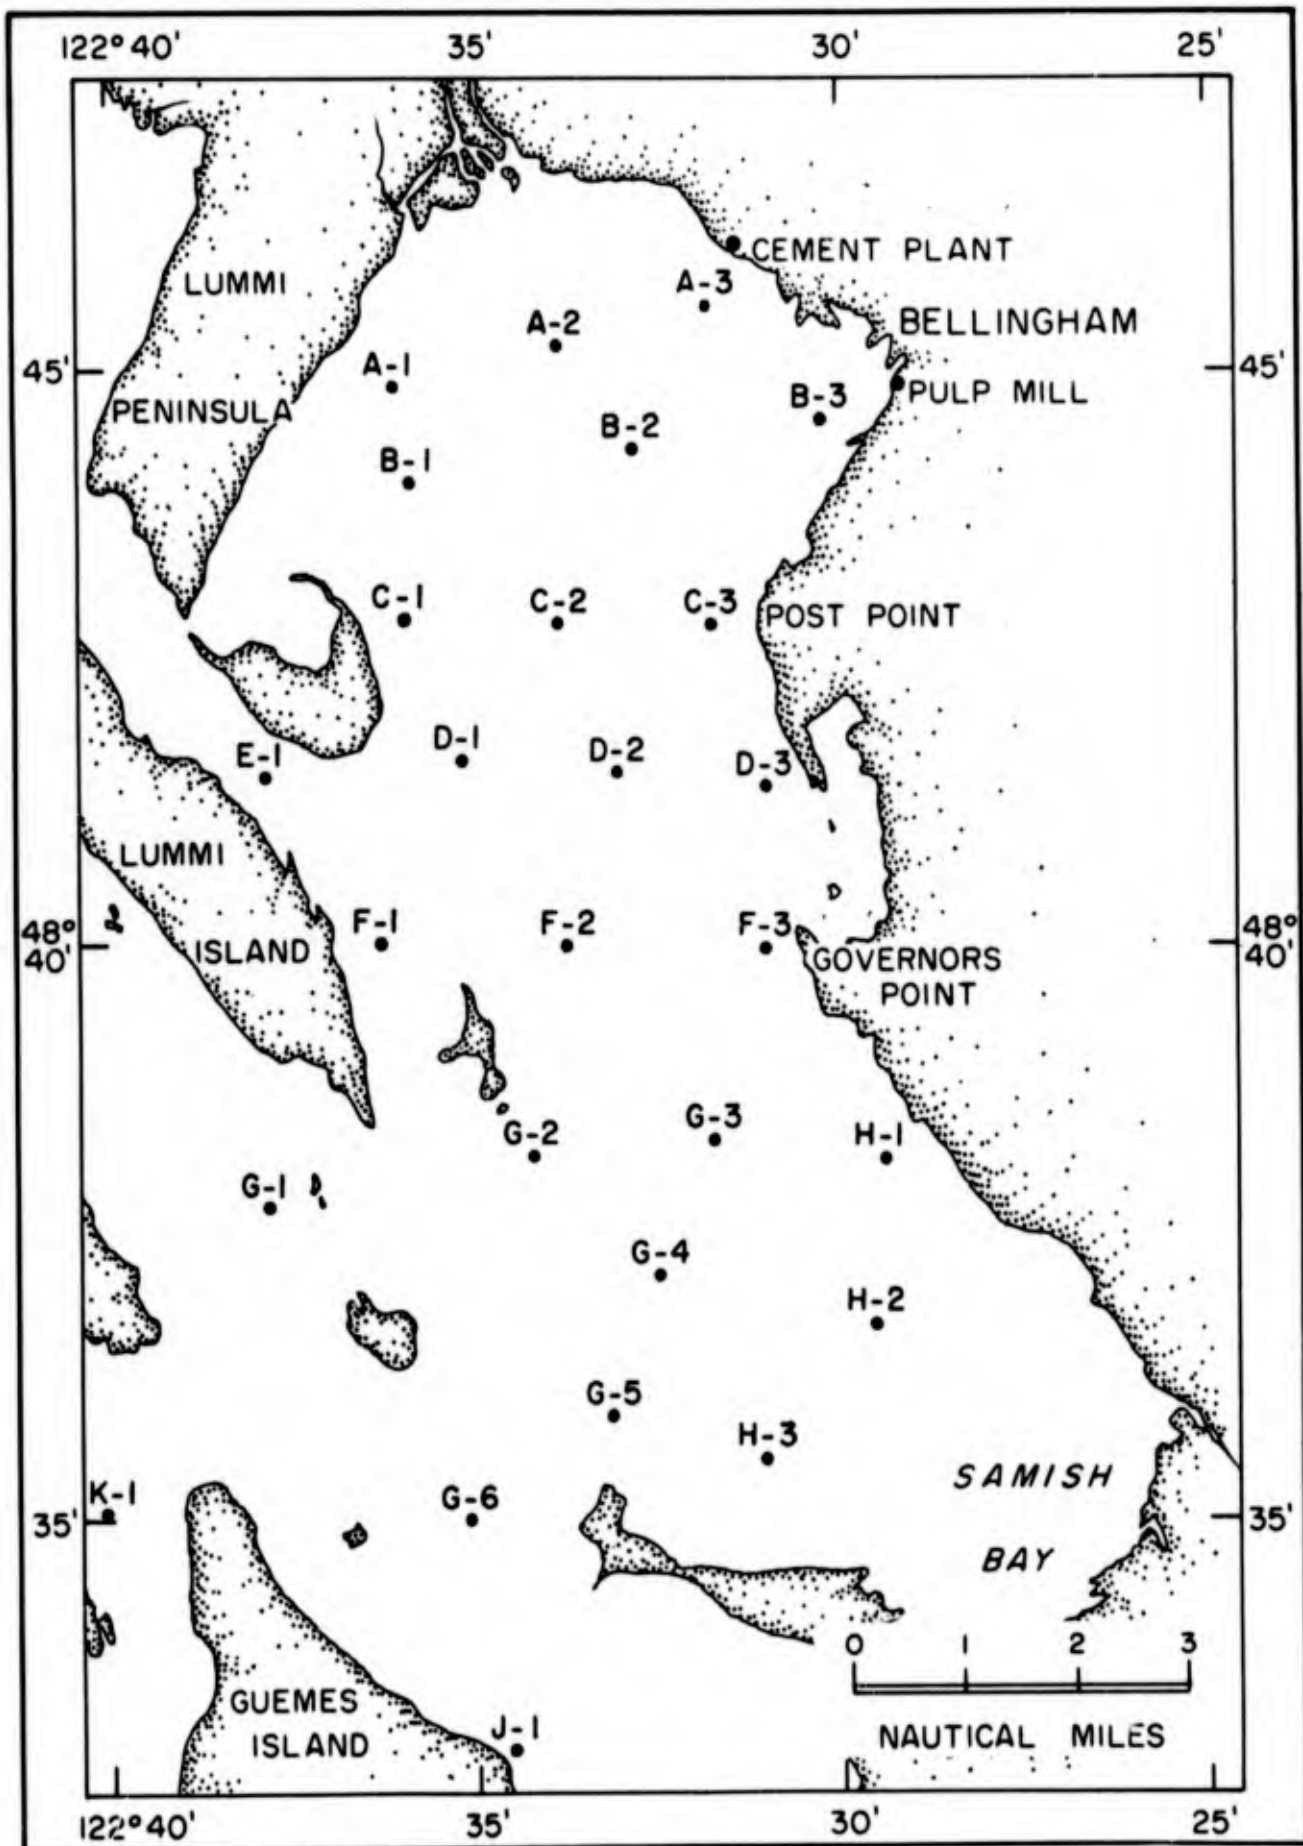 122°40' 35' 30' 25'
CEMENT PLANT
LUMMI
A-3
A-2
BELLINGHAM
45' A-1 45'
PULP MILL
PENINSULA
B-3
B-2
B-1
C-1 C-2 C-3 POST POINT
E-1 D-1 D-2 D-3
LUMMI
F-1 F-2 F-3
48° 48°
40' 40'
ISLAND
GOVERNORS
POINT
G-2 G-3 H-1
G-1
G-4
H-2
G-5
H-3
SAMISH
K-1 G-6
35' 35'
BAY
0 1 2 3
GUEMES
ISLAND
J-1
NAUTICAL MILES
122°40' 35' 30' 25'